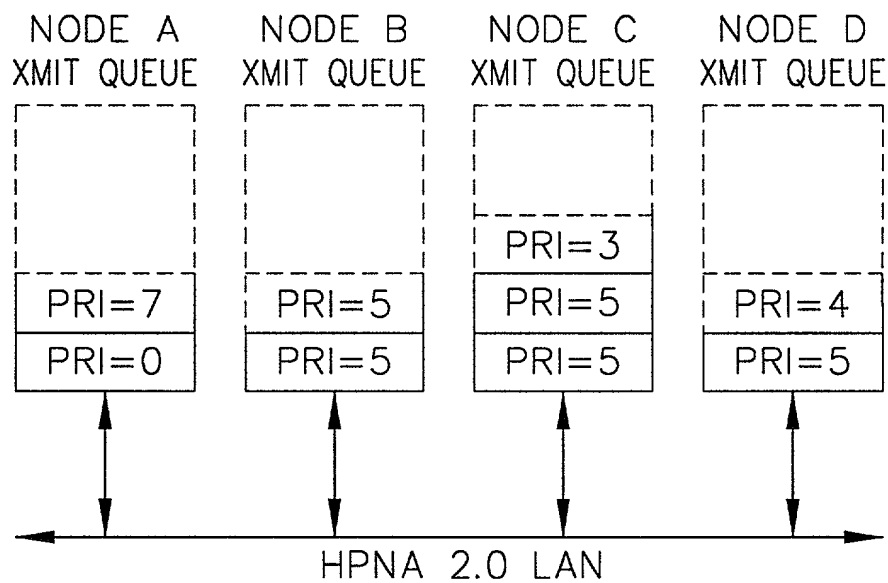 NODE A NODE B NODE C NODE D
XMIT QUEUE XMIT QUEUE XMIT QUEUE XMIT QUEUE
PRI=3
PRI=7 PRI=5 PRI=5 PRI=4
PRI=0 PRI=5 PRI=5 PRI=5
HPNA 2.0 LAN